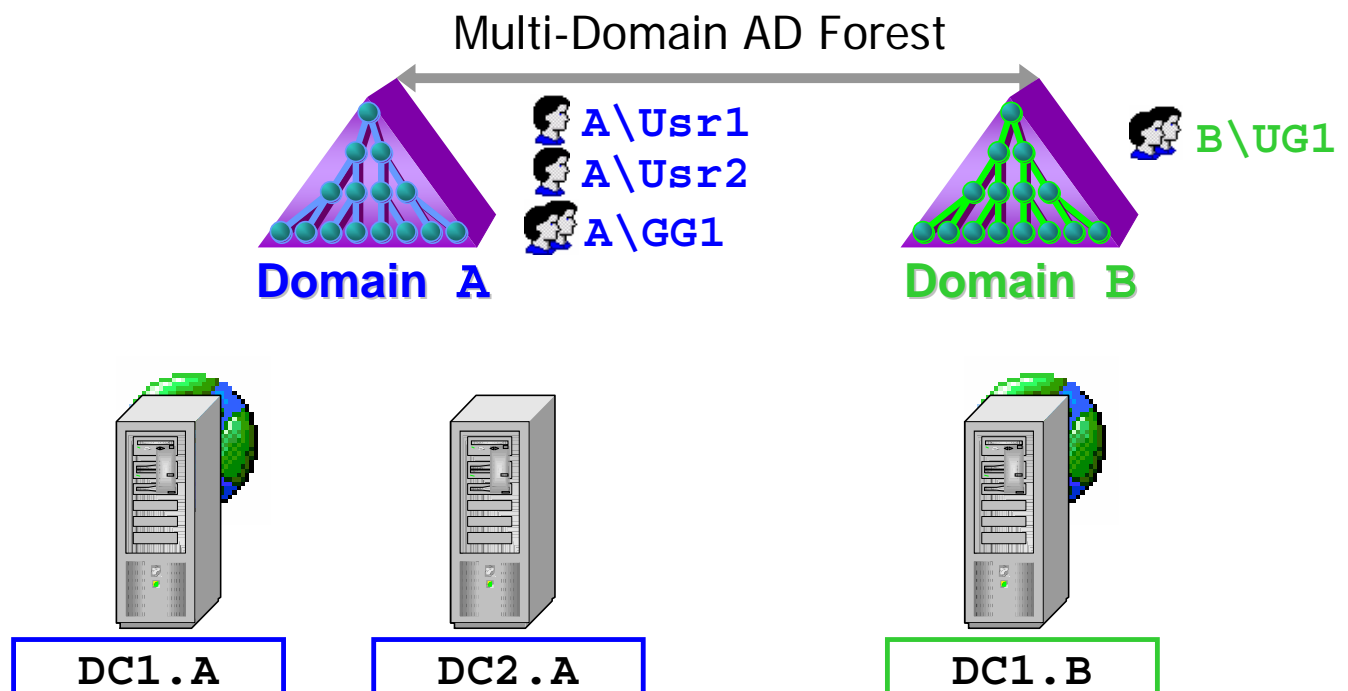 Multi-Domain AD Forest
A\Usr1
A\Usr2
A\GG1
B\UG1
Domain A
Domain B
DC1.A
DC2.A
DC1.B